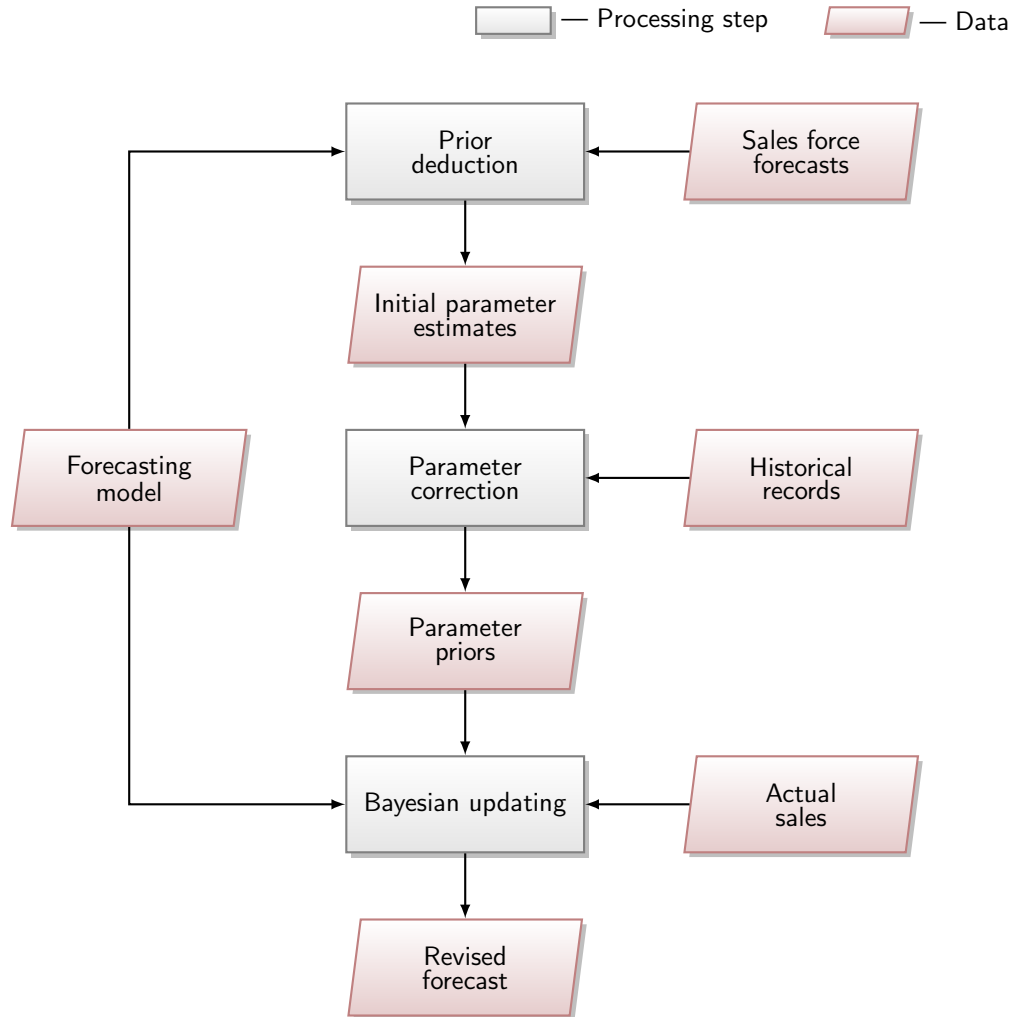 — Processing step
— Data
Prior
deduction
Sales force
forecasts
Initial parameter
estimates
Forecasting
model
Parameter
correction
Historical
records
Parameter
priors
Bayesian updating
Actual
sales
Revised
forecast